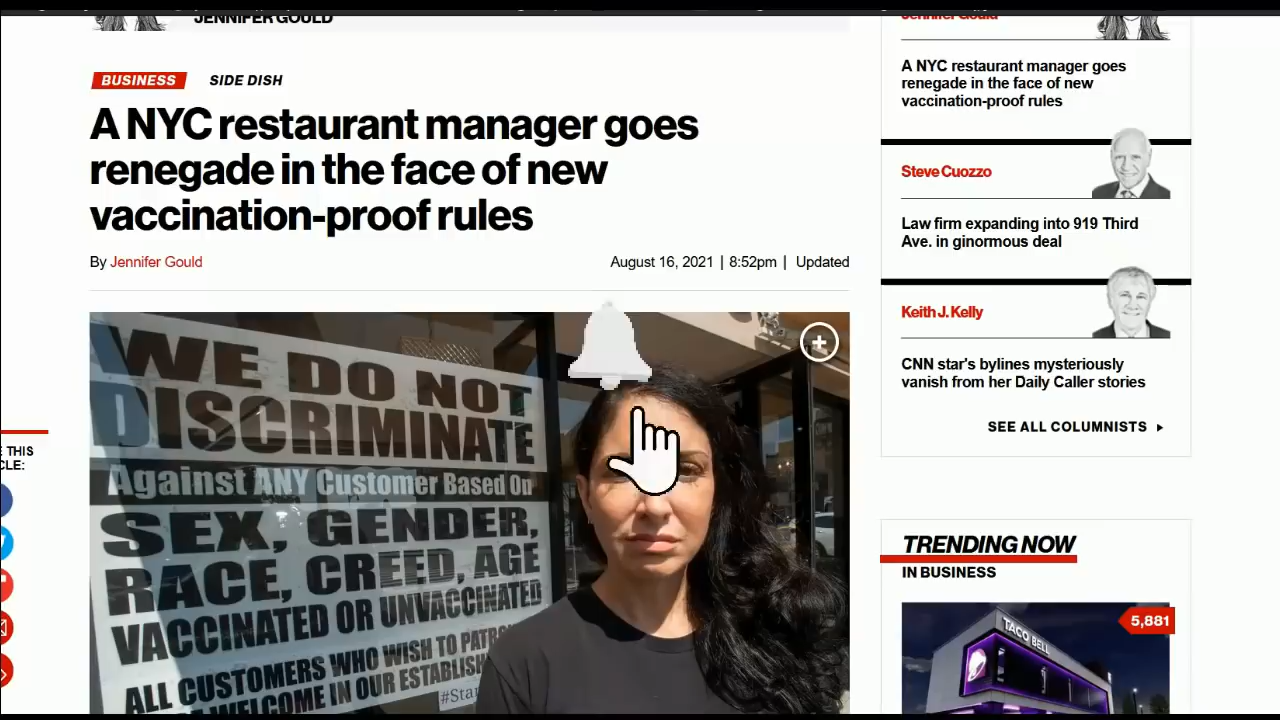 JENNIFER GOULD
BUSINESS SIDE DISH
A NYC restaurant manager goes
renegade in the face of new
vaccination-proof rules
By Jennifer Gould August 16, 2021 | 8:52pm | Updated
WE DO NOT
DISCRIMINATE
Against ANY Customer Based On
SEX, GENDER,
RACE, CREED, AGE
VACCINATED OR UNVACCINATED
ALL CUSTOMERS WHO WISH TO
WELCOME IN OUR
THIS
Jennifer Gould
A NYC restaurant manager goes
renegade in the face of new
vaccination-proof rules
Steve Cuozzo
Law firm expanding into 919 Third
Ave. in ginormous deal
Keith J. Kelly
CNN star's bylines mysteriously
vanish from her Daily Caller stories
SEE ALL COLUMNISTS
TRENDING NOW
IN BUSINESS
5,881
TACO BELL